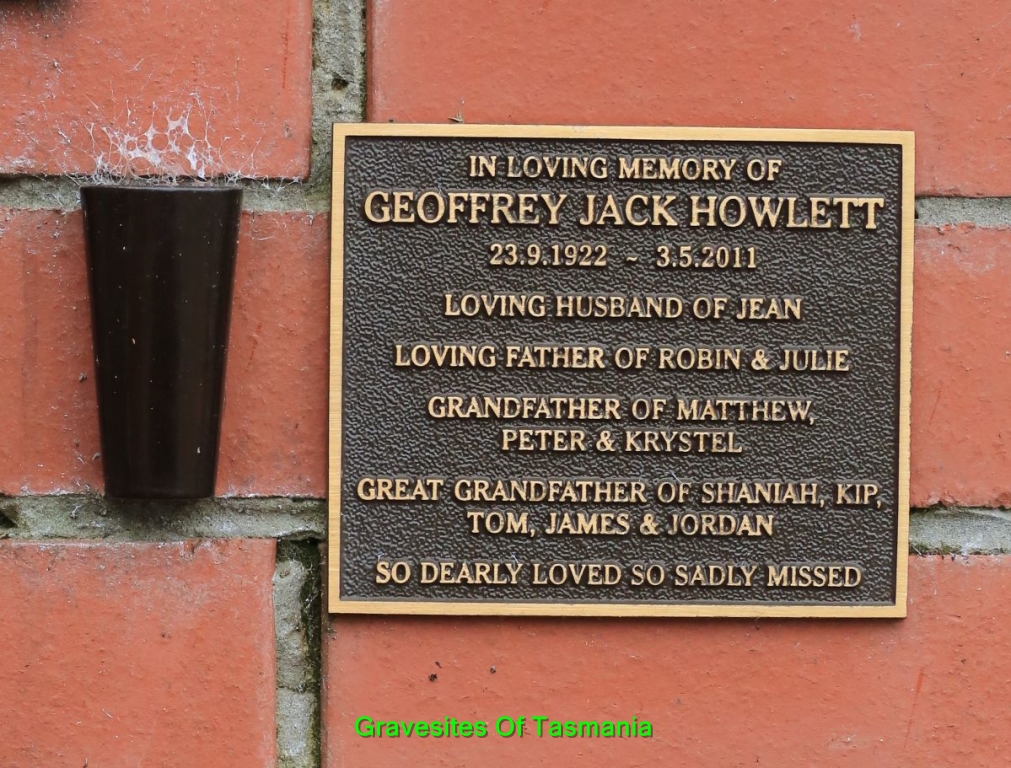 IN LOVING MEMORY OF
GEOFFREY JACK HOWLETT
23.9.1922 ~ 3.5.2011
LOVING HUSBAND OF JEAN
LOVING FATHER OF ROBIN & JULIE
GRANDFATHER OF MATTHEW,
PETER & KRYSTEL
GREAT GRANDFATHER OF SHANIAH, KIP,
TOM, JAMES & JORDAN
SO DEARLY LOVED SO SADLY MISSED
Gravesites Of Tasmania